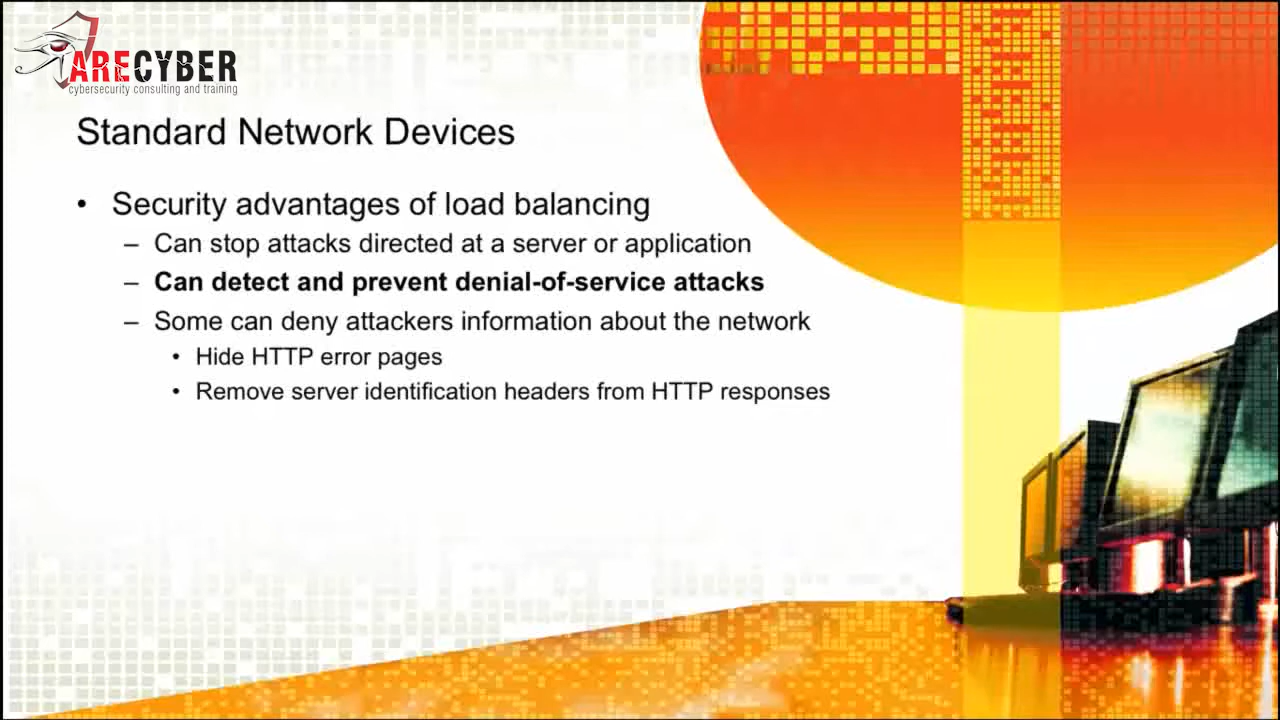 ARECYBER
cybersecurity consulting and training
Standard Network Devices
• Security advantages of load balancing
– Can stop attacks directed at a server or application
– Can detect and prevent denial-of-service attacks
– Some can deny attackers information about the network
• Hide HTTP error pages
• Remove server identification headers from HTTP responses